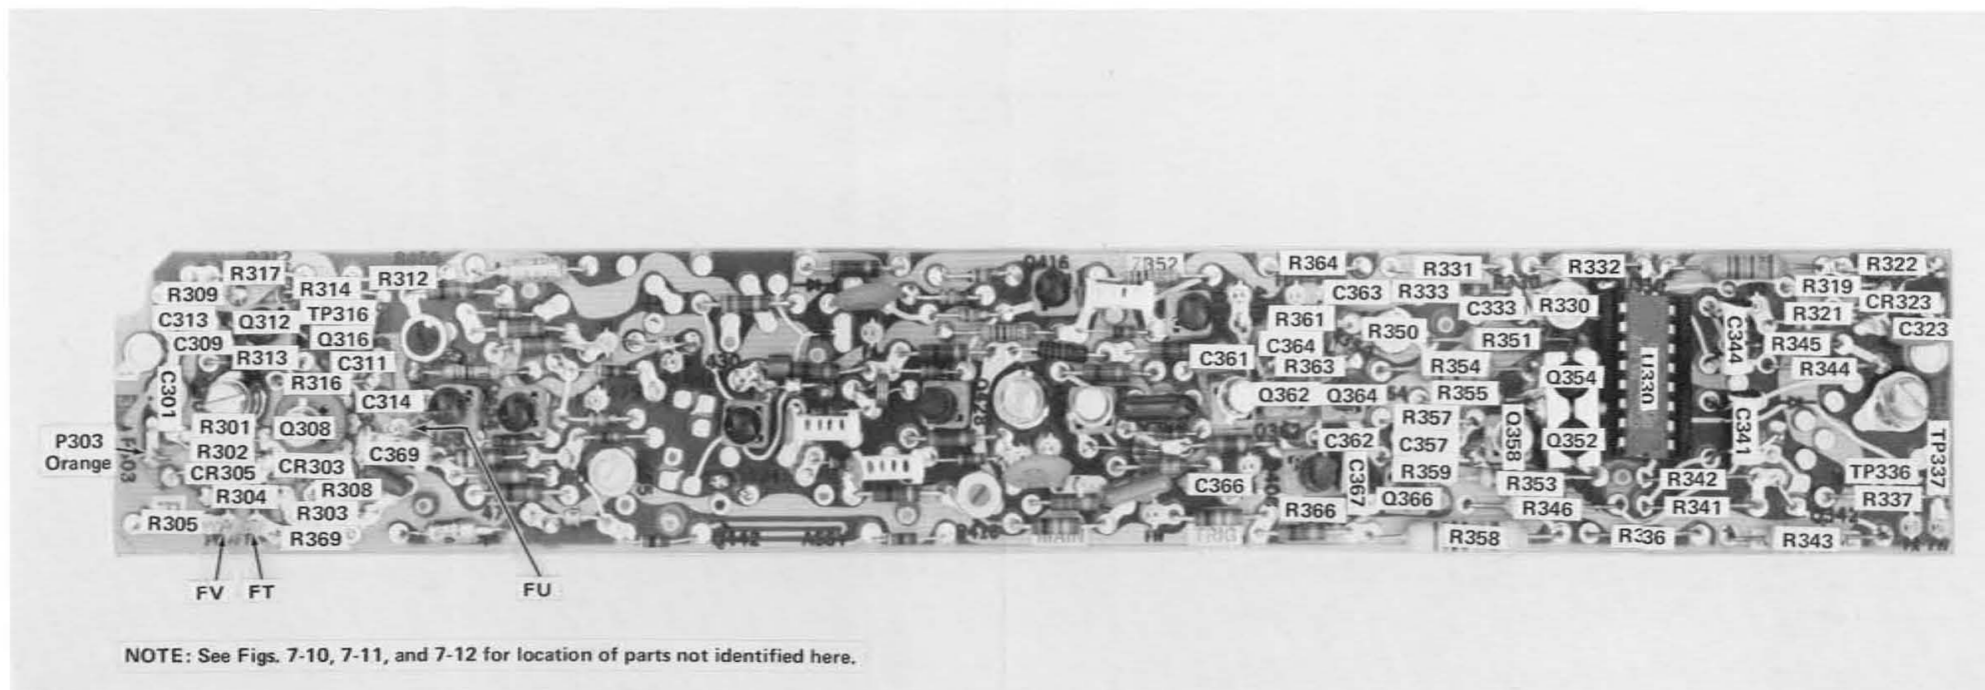 R317
R309
R314
R312
C313
Q312
TP316
C309
Q316
R313
C311
R316
C301
C314
R301
Q308
R302
C369
CR305
CR303
R304
R308
R303
R305
R369
P303
Orange
FV
FT
FU
Q416
R364
R331
R332
R322
C363
R333
R319
R361
C333
R330
CR323
R350
R321
C323
C364
R351
C344
R345
C361
R363
R354
R344
Q362
Q364
R355
Q354
U330
R357
C362
C357
Q358
Q352
C341
TP336
TP337
C366
C367
R359
R353
R342
Q366
R337
R366
R346
R341
R358
R336
R343
MAIN
TRIG
NOTE: See Figs. 7-10, 7-11, and 7-12 for location of parts not identified here.